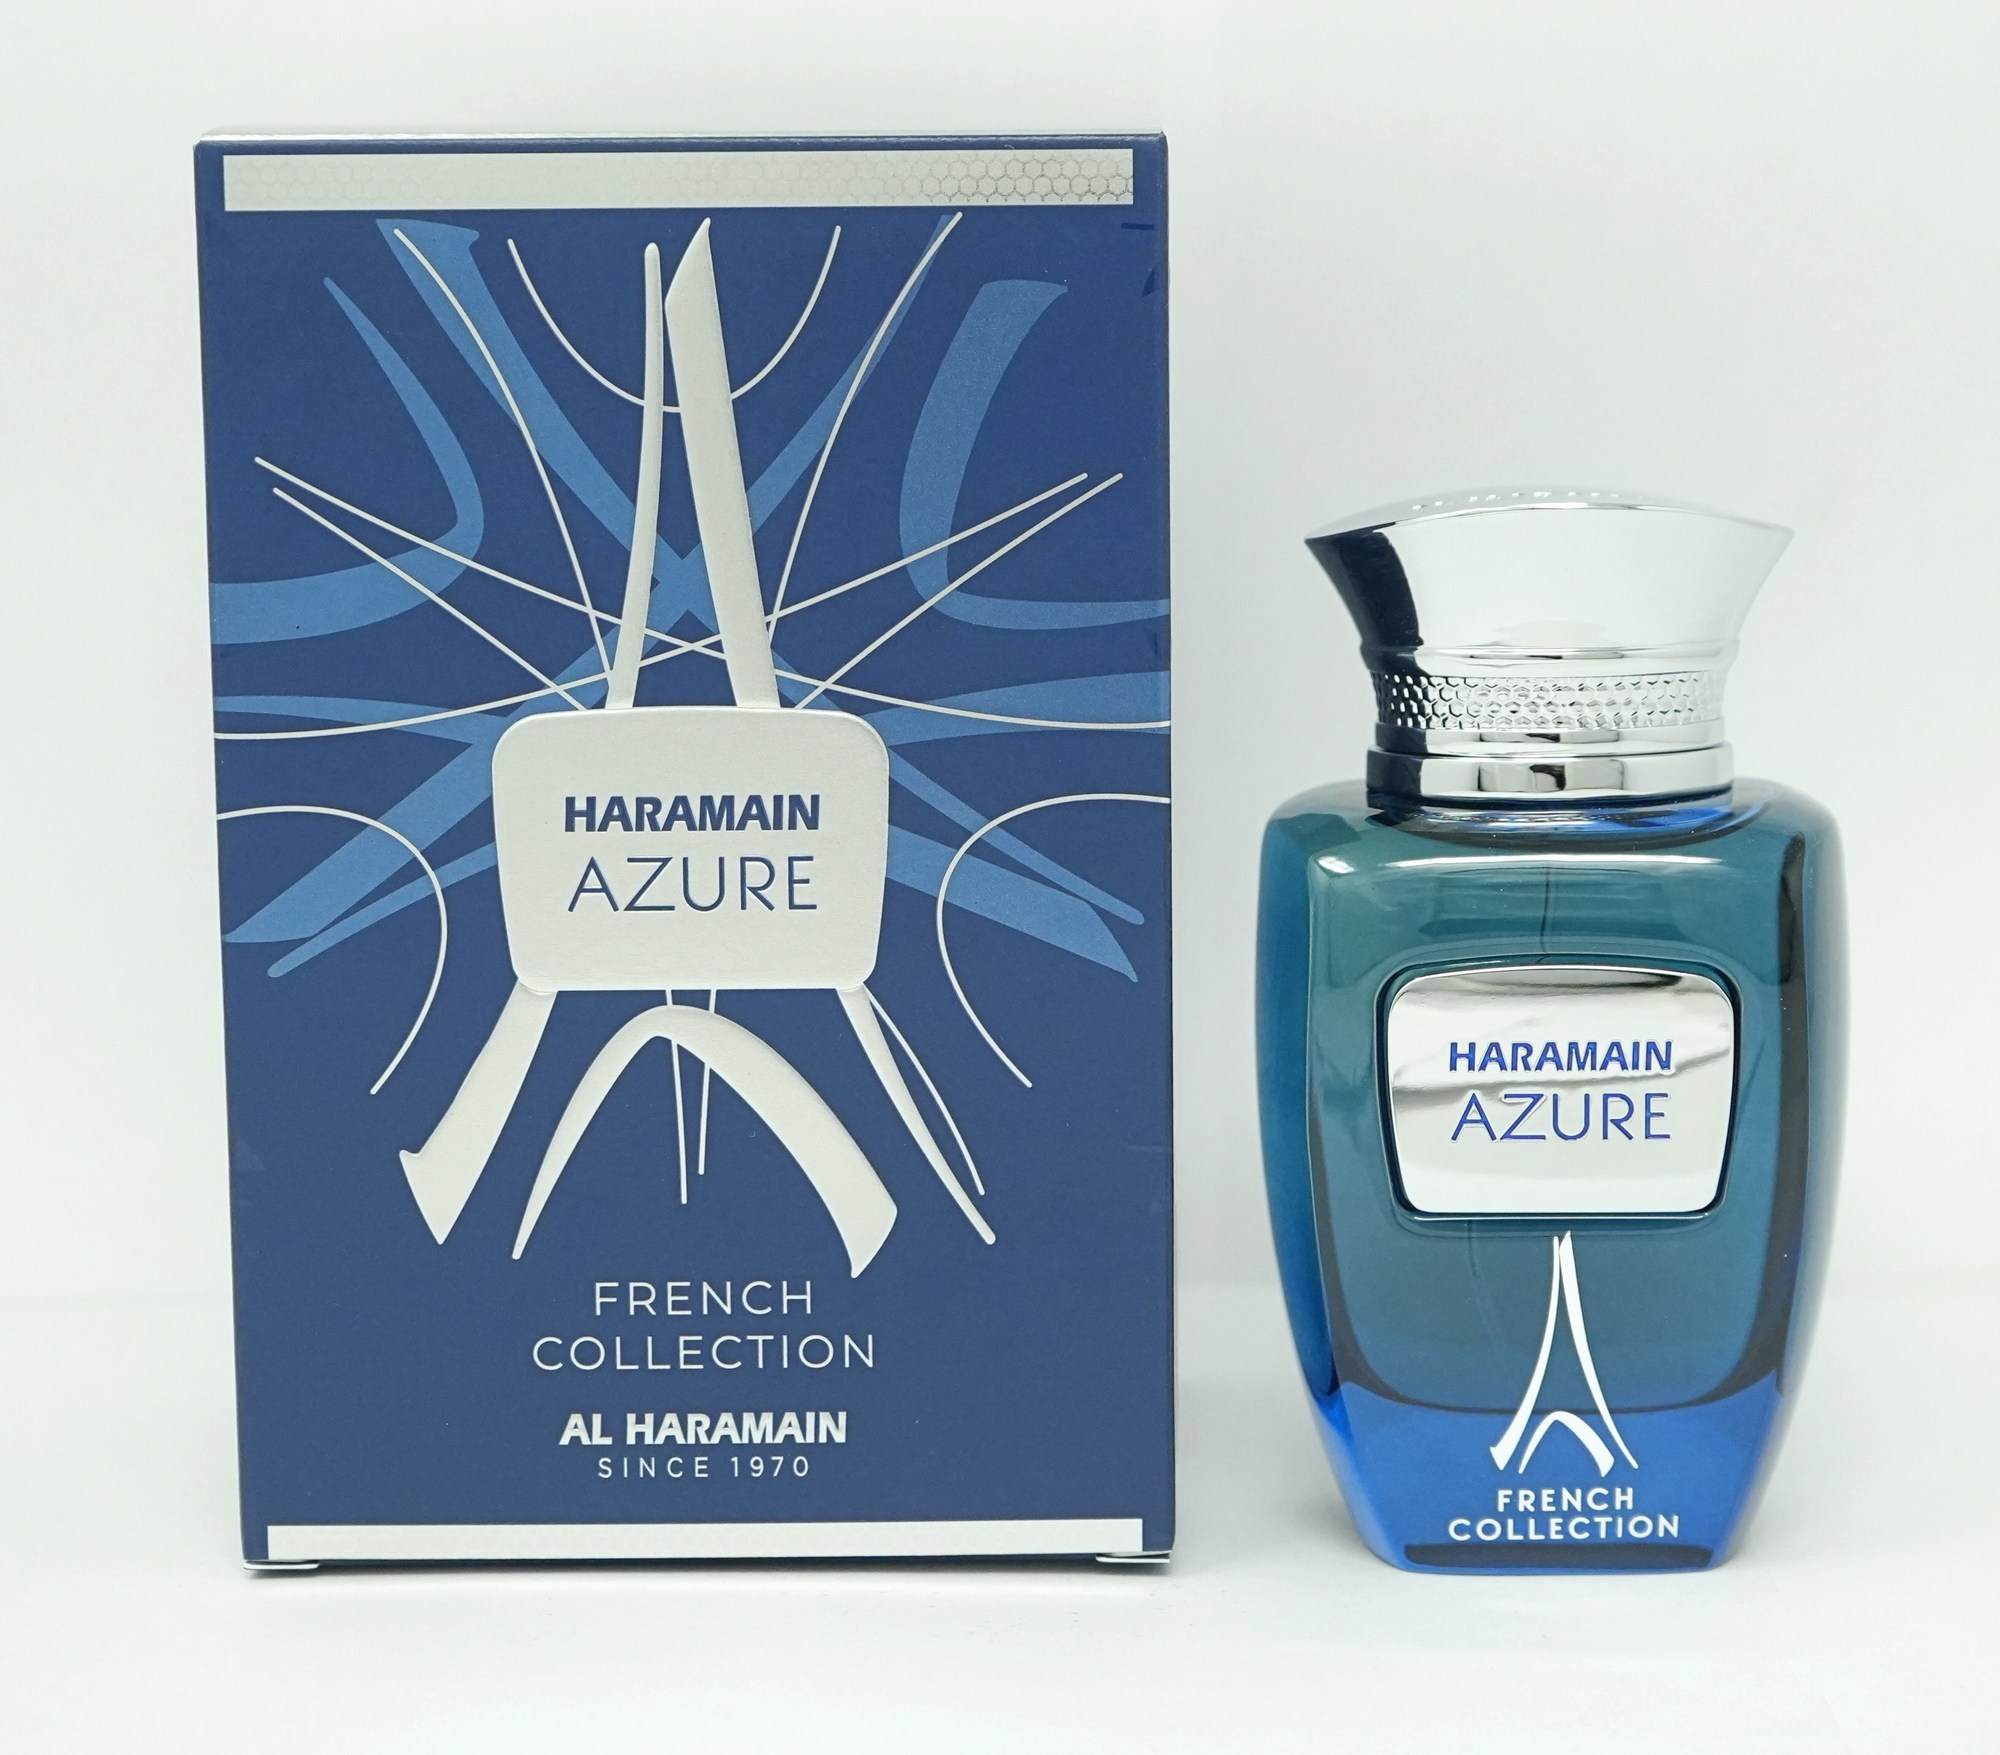 HARAMAIN
AZURE
FRENCH
COLLECTION
AL HARAMAIN
SINCE 1970
HARAMAIN
AZURE
FRENCH
COLLECTION